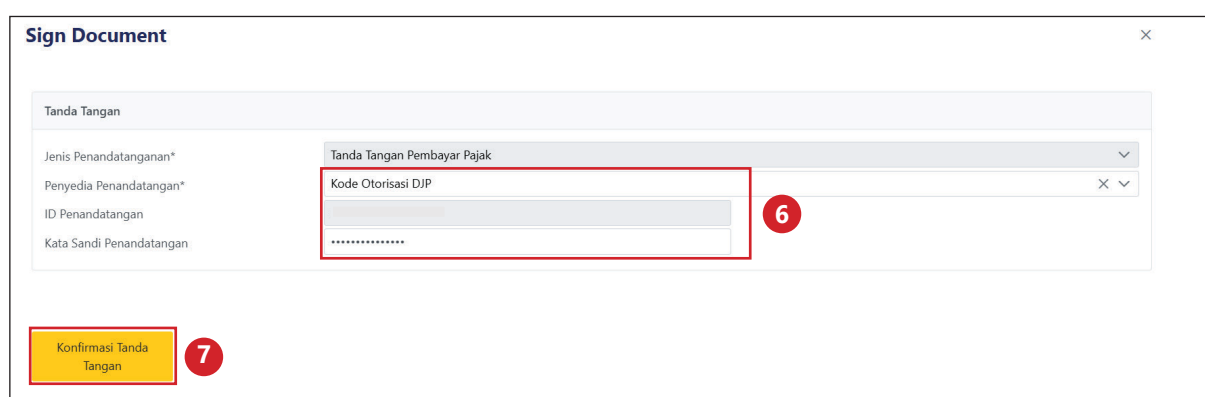 Sign Document
Tanda Tangan
Jenis Penandatanganan*
Tanda Tangan Pembayar Pajak
Penyedia Penandatangan*
Kode Otorisasi DJP
ID Penandatangan
6
Kata Sandi Penandatangan
•••••••••••••••
Konfirmasi Tanda
Tangan
7